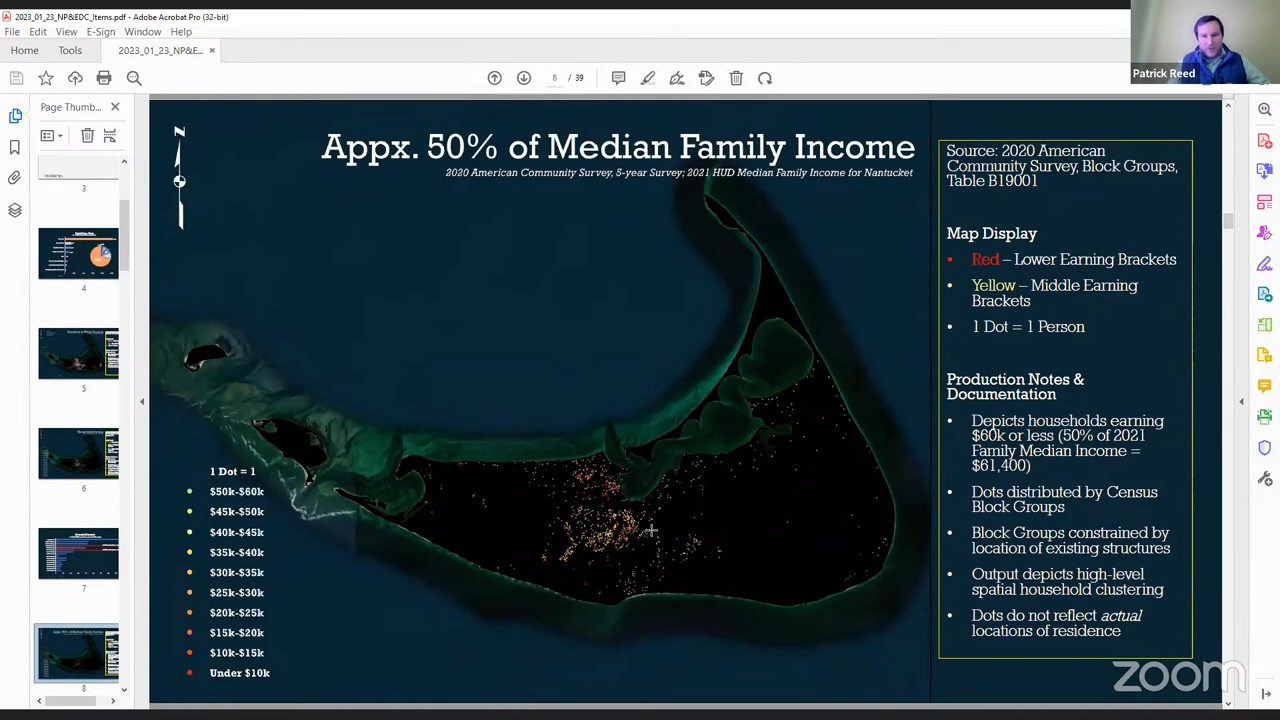 2023_01_23_NP&EDC_Items.pdf - Adobe Acrobat Pro (32-bit)
File Edit View E-Sign Window Help
Home Tools 2023_01_23_NP&E... ×
8 / 39
Patrick Reed
Page Thumb...
3
4
5
6
7
8
N
Appx. 50% of Median Family Income
2020 American Community Survey, 5-year Survey; 2021 HUD Median Family Income for Nantucket
1 Dot = 1
$50k-$60k
$45k-$50k
$40k-$45k
$35k-$40k
$30k-$35k
$25k-$30k
$20k-$25k
$15k-$20k
$10k-$15k
Under $10k
Source: 2020 American
Community Survey, Block Groups,
Table B19001
Map Display
• Red – Lower Earning Brackets
• Yellow – Middle Earning
Brackets
• 1 Dot = 1 Person
Production Notes &
Documentation
• Depicts households earning
$60k or less (50% of 2021
Family Median Income =
$61,400)
• Dots distributed by Census
Block Groups
• Block Groups constrained by
location of existing structures
• Output depicts high-level
spatial household clustering
• Dots do not reflect actual
locations of residence
zoom